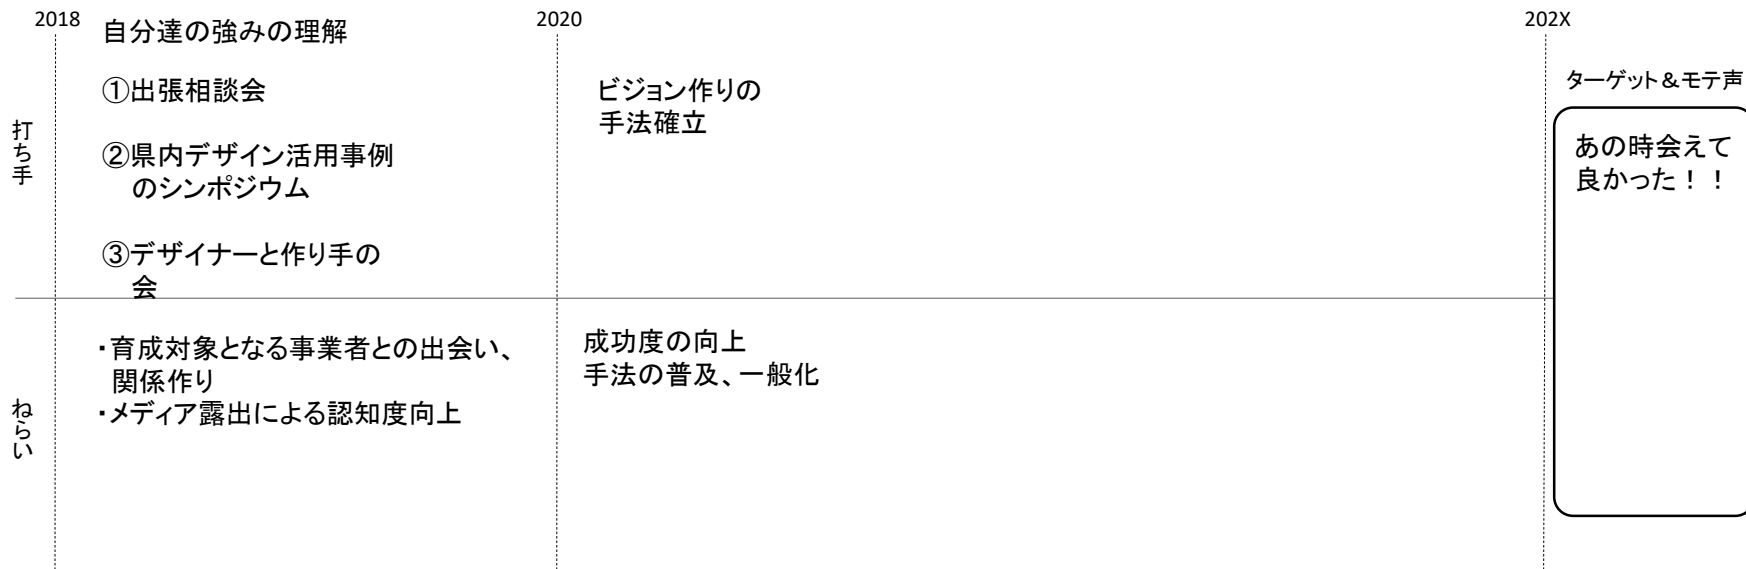 2018
2020
202X
自分達の強みの理解
ターゲット＆モテ声
打ち手
①出張相談会
②県内デザイン活用事例
のシンポジウム
③デザイナーと作り手の
会
ビジョン作りの
手法確立
あの時会えて
良かった！！
ねらい
・育成対象となる事業者との出会い、
関係作り
・メディア露出による認知度向上
成功度の向上
手法の普及、一般化